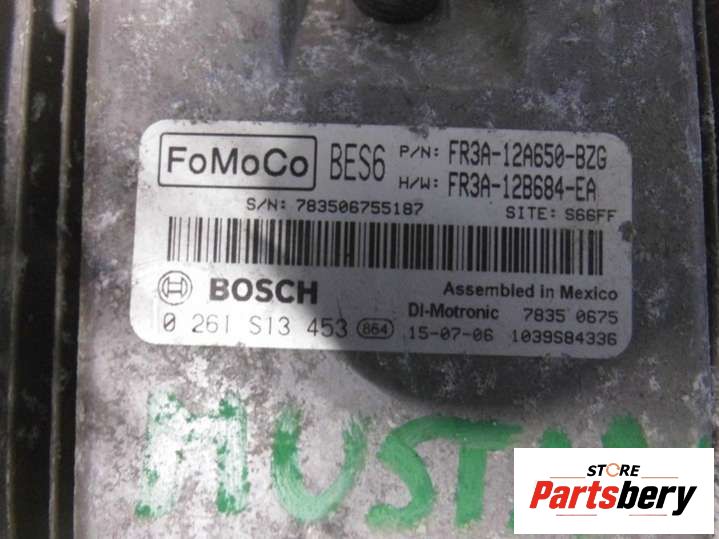 FoMoCo BES6 P/N: FR3A-12A650-BZG
H/W: FR3A-12B684-EA
S/N: 783506755187 SITE: S66FF
BOSCH Assembled in Mexico
DI-Motronic 7835 0675
0 261 S13 453 864 15-07-06 1039S84336
STORE
Partsbery